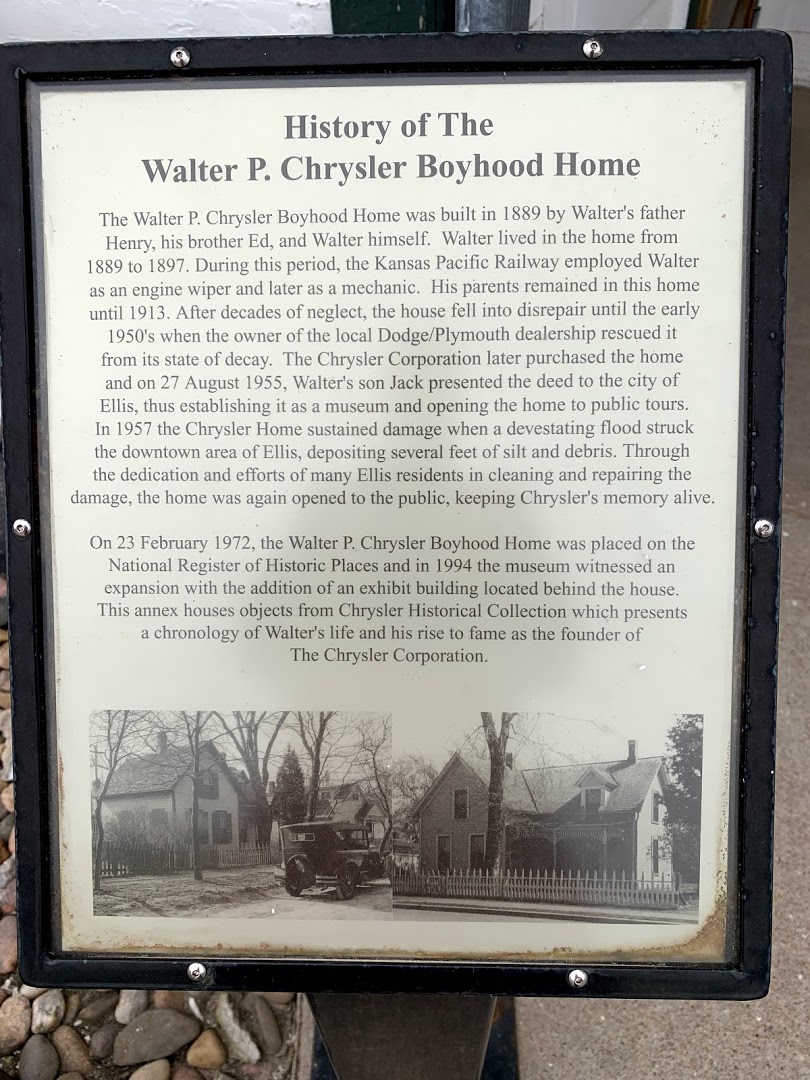 History of The
Walter P. Chrysler Boyhood Home
The Walter P. Chrysler Boyhood Home was built in 1889 by Walter's father
Henry, his brother Ed, and Walter himself. Walter lived in the home from
1889 to 1897. During this period, the Kansas Pacific Railway employed Walter
as an engine wiper and later as a mechanic. His parents remained in this home
until 1913. After decades of neglect, the house fell into disrepair until the early
1950's when the owner of the local Dodge/Plymouth dealership rescued it
from its state of decay. The Chrysler Corporation later purchased the home
and on 27 August 1955, Walter's son Jack presented the deed to the city of
Ellis, thus establishing it as a museum and opening the home to public tours.
In 1957 the Chrysler Home sustained damage when a devestating flood struck
the downtown area of Ellis, depositing several feet of silt and debris. Through
the dedication and efforts of many Ellis residents in cleaning and repairing the
damage, the home was again opened to the public, keeping Chrysler's memory alive.
On 23 February 1972, the Walter P. Chrysler Boyhood Home was placed on the
National Register of Historic Places and in 1994 the museum witnessed an
expansion with the addition of an exhibit building located behind the house.
This annex houses objects from Chrysler Historical Collection which presents
a chronology of Walter's life and his rise to fame as the founder of
The Chrysler Corporation.